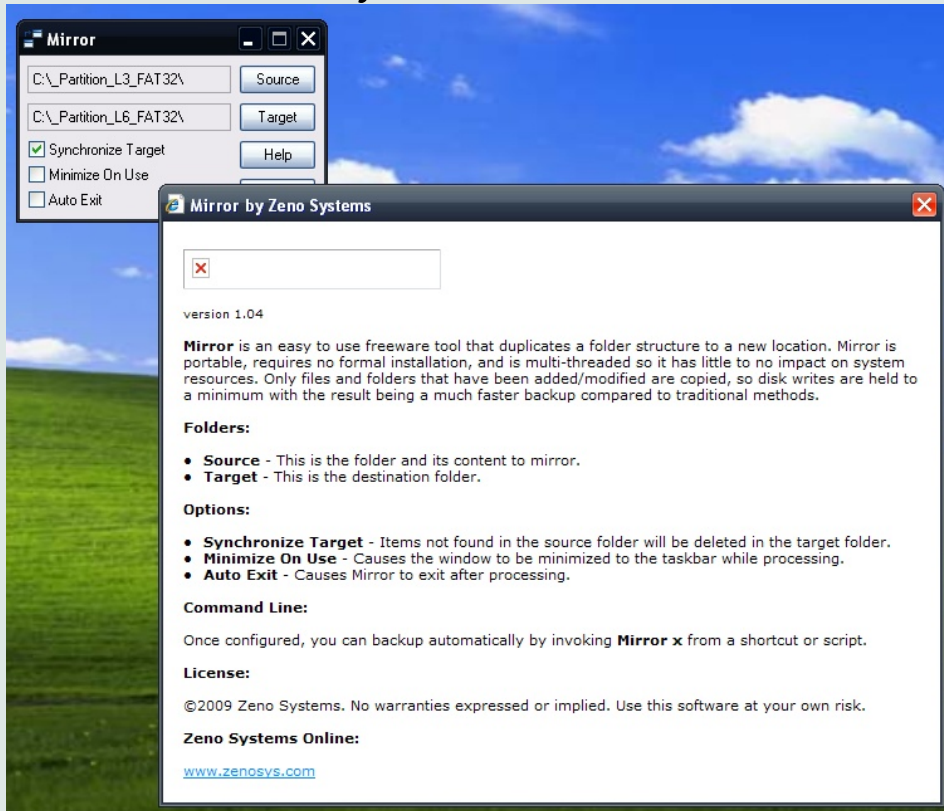 Mirror
C:\_Partition_L3_FAT32\
Source
C:\_Partition_L6_FAT32\
Target
Synchronize Target
Help
Minimize On Use
Auto Exit
Mirror by Zeno Systems
version 1.04
Mirror is an easy to use freeware tool that duplicates a folder structure to a new location. Mirror is
portable, requires no formal installation, and is multi-threaded so it has little to no impact on system
resources. Only files and folders that have been added/modified are copied, so disk writes are held to
a minimum with the result being a much faster backup compared to traditional methods.
Folders:
● Source - This is the folder and its content to mirror.
● Target - This is the destination folder.
Options:
● Synchronize Target - Items not found in the source folder will be deleted in the target folder.
● Minimize On Use - Causes the window to be minimized to the taskbar while processing.
● Auto Exit - Causes Mirror to exit after processing.
Command Line:
Once configured, you can backup automatically by invoking Mirror x from a shortcut or script.
License:
©2009 Zeno Systems. No warranties expressed or implied. Use this software at your own risk.
Zeno Systems Online:
www.zenosys.com